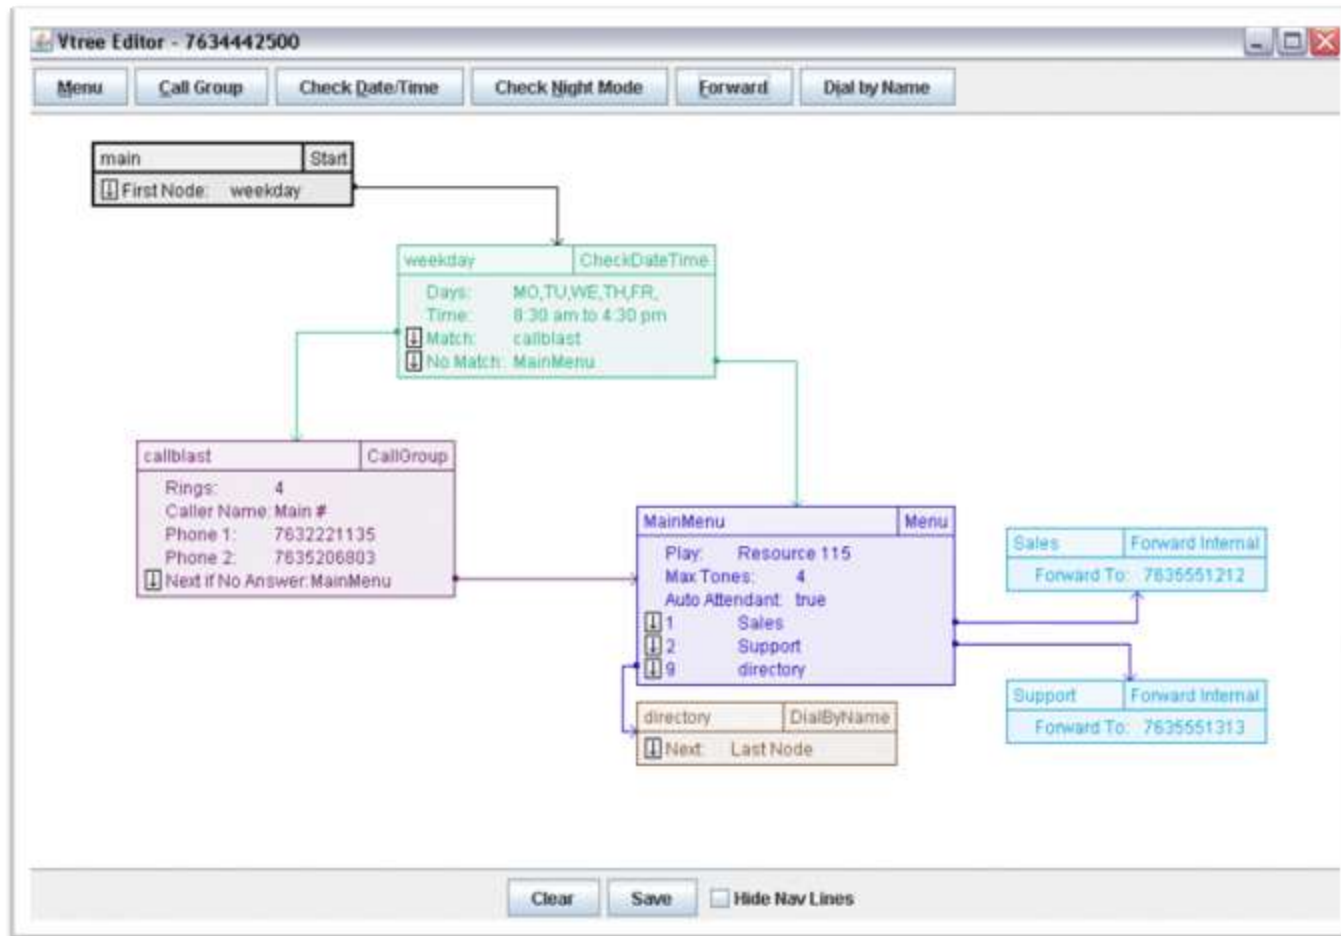 Vtree Editor - 7634442500
Menu Call Group Check Date/Time Check Night Mode Forward Dial by Name
main Start
First Node: weekday
weekday CheckDateTime
Days: MO,TU,WE,TH,FR,
Time: 8:30 am to 4:30 pm
Match: callblast
No Match: MainMenu
callblast CallGroup
Rings: 4
Caller Name: Main #
Phone 1: 7632221135
Phone 2: 7635206803
Next if No Answer: MainMenu
MainMenu Menu
Play: Resource 115
Max Tones: 4
Auto Attendant: true
1 Sales
2 Support
9 directory
Sales Forward Internal
Forward To: 7635551212
Support Forward Internal
Forward To: 7635551313
directory DialByName
Next: Last Node
Clear Save Hide Nav Lines